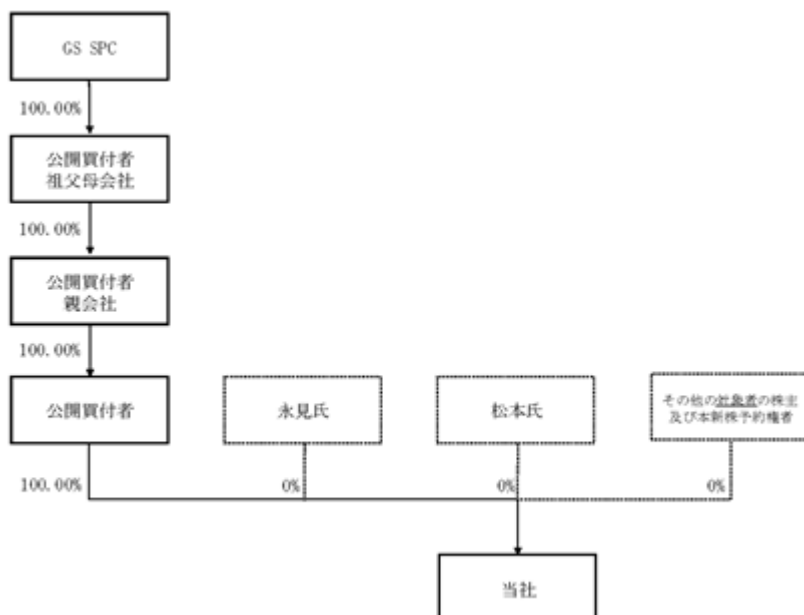 GS SPC
100.00%
公開買付者
祖父母会社
100.00%
公開買付者
親会社
100.00%
公開買付者
永見氏
松本氏
その他の対象者の株主
及び本新株予約権者
100.00%
0%
0%
0%
当社